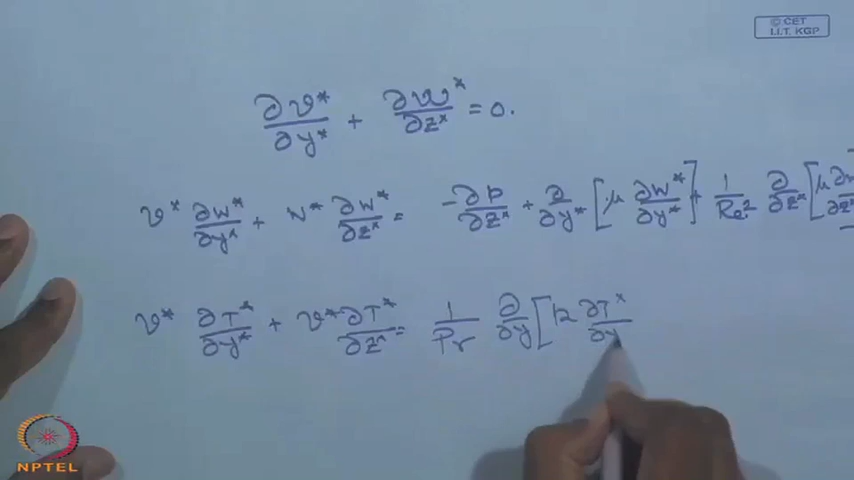 © CET
I.I.T. KGP
∂v*/∂y* + ∂w*/∂z* = 0.
v* ∂w*/∂y* + w* ∂w*/∂z* = -∂p/∂z* + ∂/∂y* [μ ∂w*/∂y*] + 1/Re² ∂/∂z* [μ ∂w/∂z*
v* ∂T*/∂y* + v* ∂T*/∂z* = 1/Pr ∂/∂y [k ∂T*/∂y
NPTEL